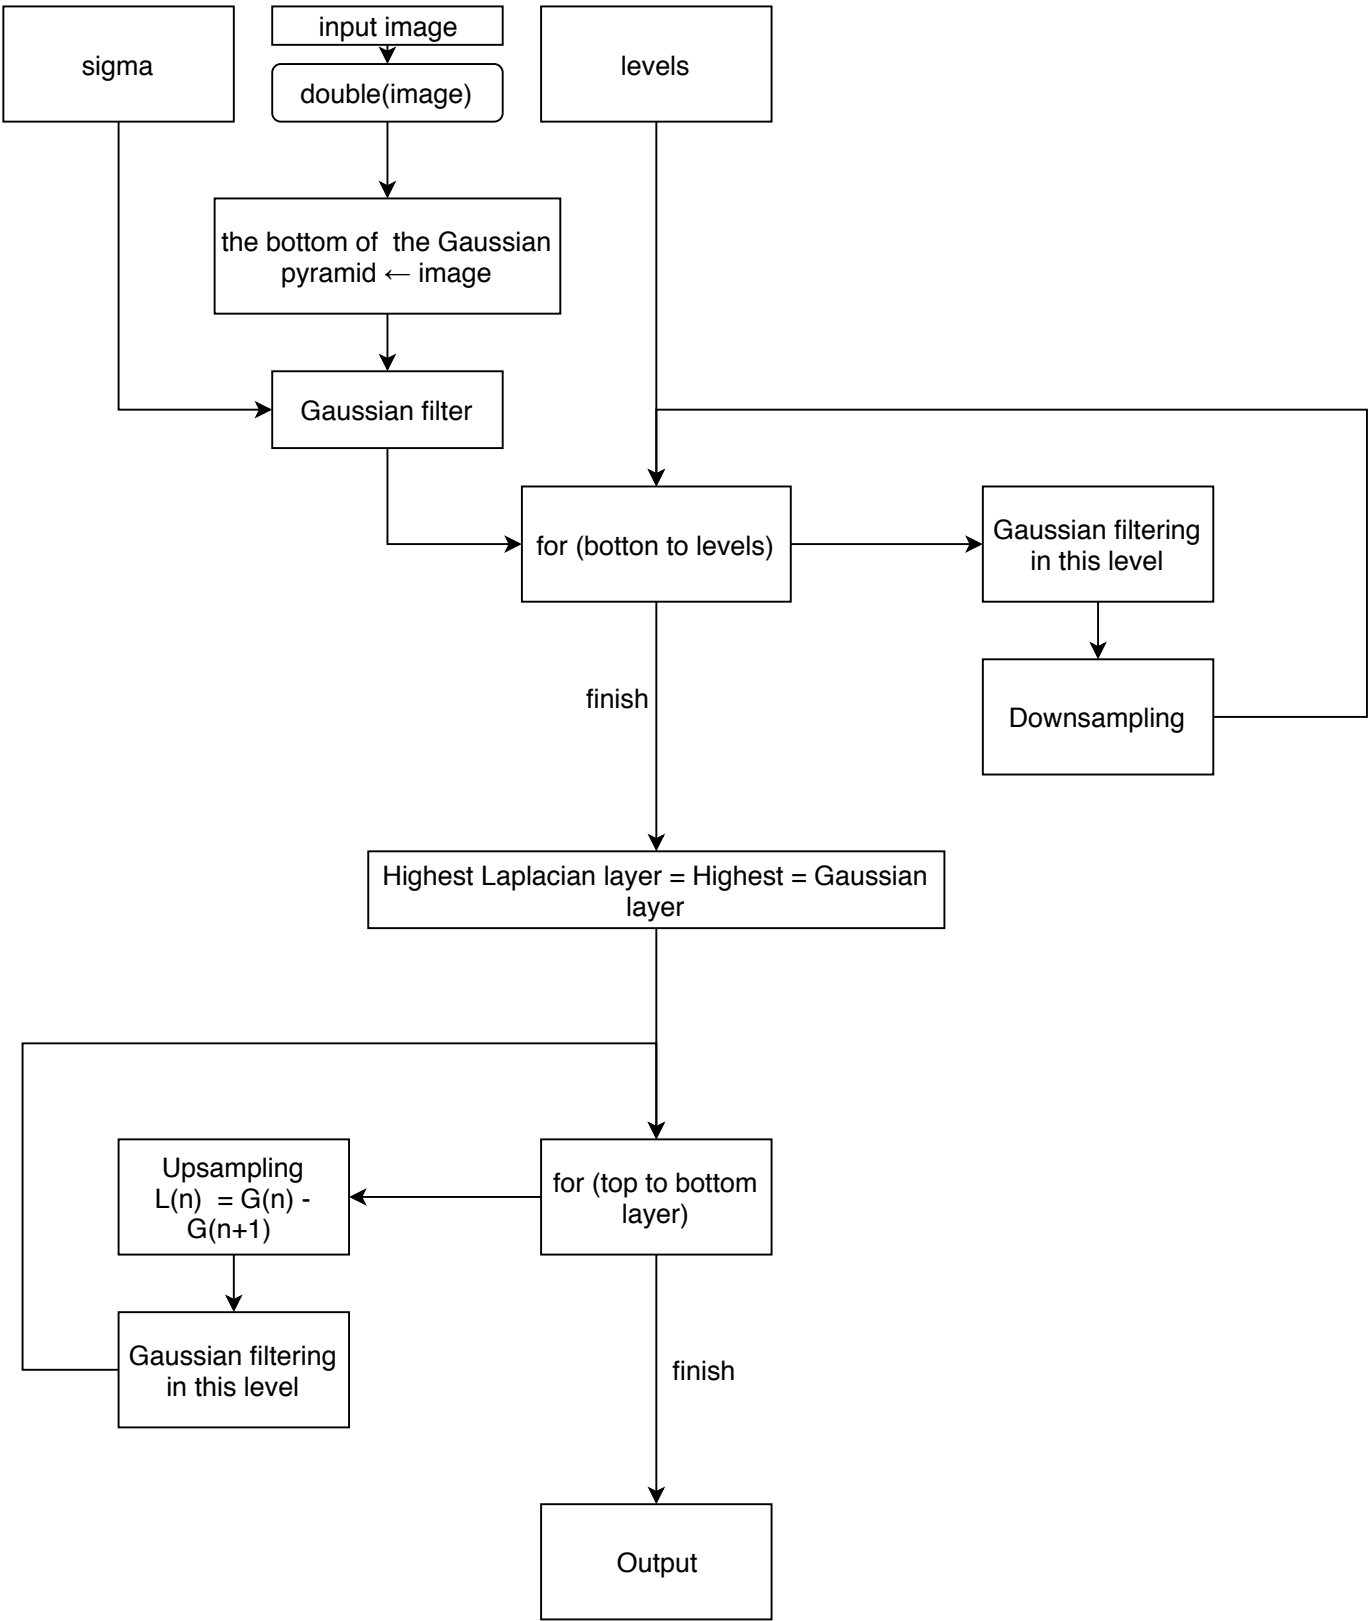 sigma
input image
levels
double(image)
the bottom of  the Gaussian
pyramid ← image
Gaussian filter
for (botton to levels)
Gaussian filtering
in this level
finish
Downsampling
Highest Laplacian layer = Highest = Gaussian
layer
Upsampling
L(n)  = G(n) -
G(n+1)
for (top to bottom
layer)
Gaussian filtering
in this level
finish
Output